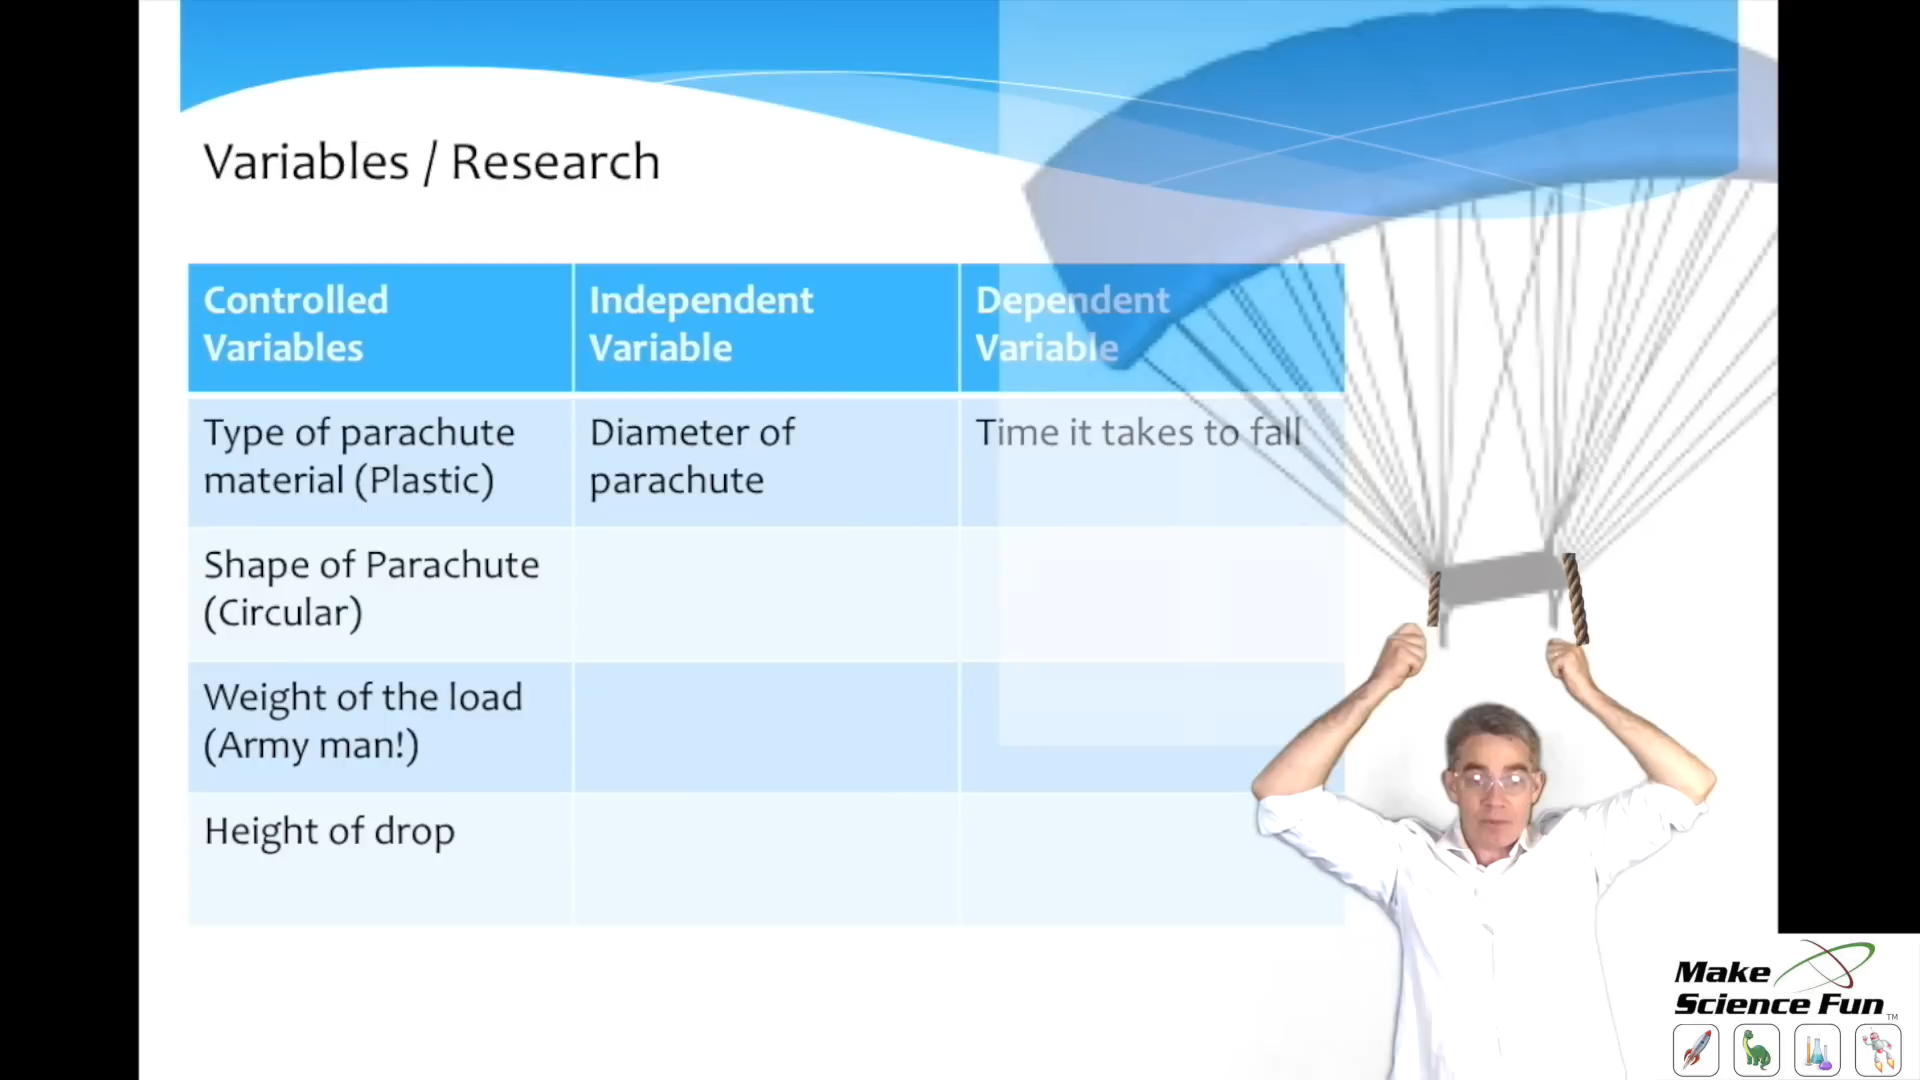 Variables / Research
Controlled
Variables
Independent
Variable
Dependent
Variable
Type of parachute
material (Plastic)
Diameter of
parachute
Time it takes to fall
Shape of Parachute
(Circular)
Weight of the load
(Army man!)
Height of drop
Make
Science Fun
TM